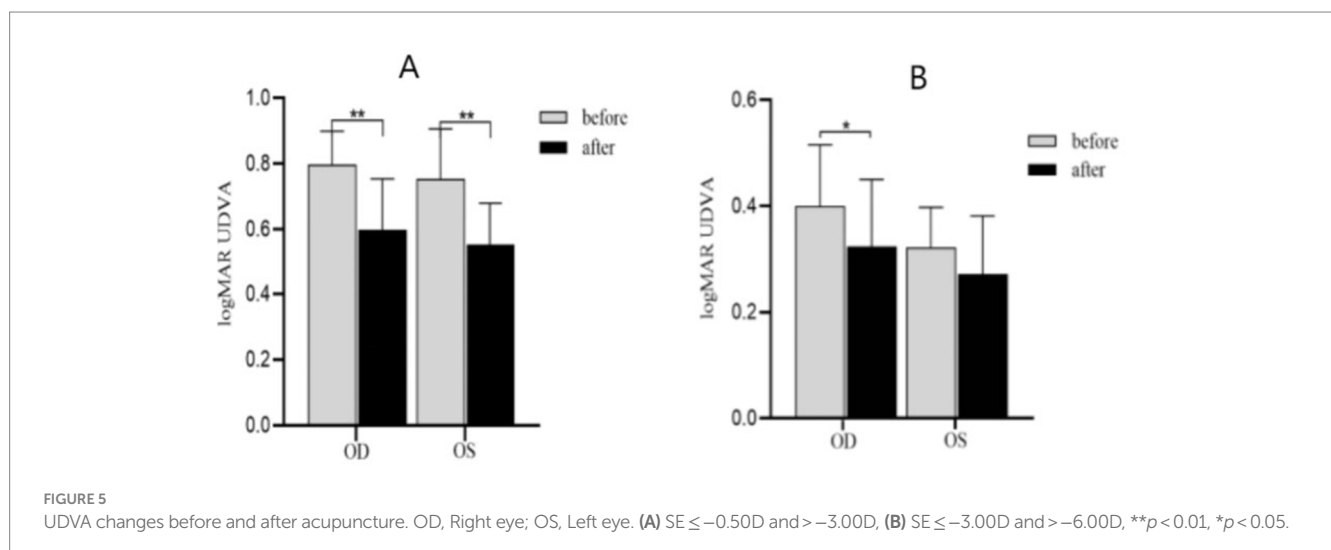 A
1.0
0.8
0.6
0.4
0.2
0.0
logMAR UDVA
**
**
before
after
OD
OS
B
0.6
0.4
0.2
0.0
logMAR UDVA
*
before
after
OD
OS
FIGURE 5
UDVA changes before and after acupuncture. OD, Right eye; OS, Left eye. (A) SE ≤ −0.50D and > −3.00D, (B) SE ≤ −3.00D and > −6.00D, **p < 0.01, *p < 0.05.